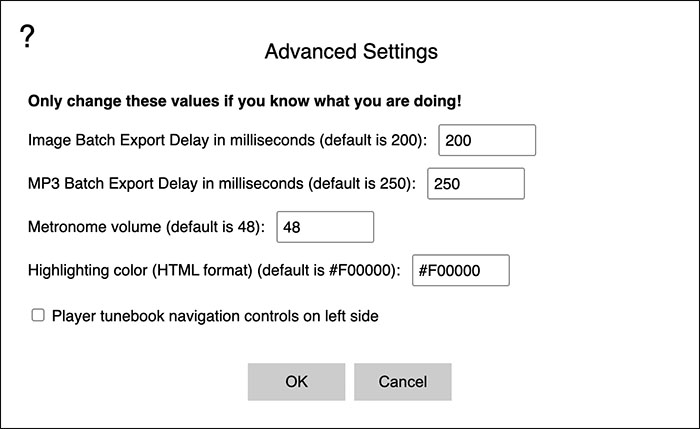 ?
Advanced Settings
Only change these values if you know what you are doing!
Image Batch Export Delay in milliseconds (default is 200): 200
MP3 Batch Export Delay in milliseconds (default is 250): 250
Metronome volume (default is 48): 48
Highlighting color (HTML format) (default is #F00000): #F00000
Player tunebook navigation controls on left side
OK Cancel